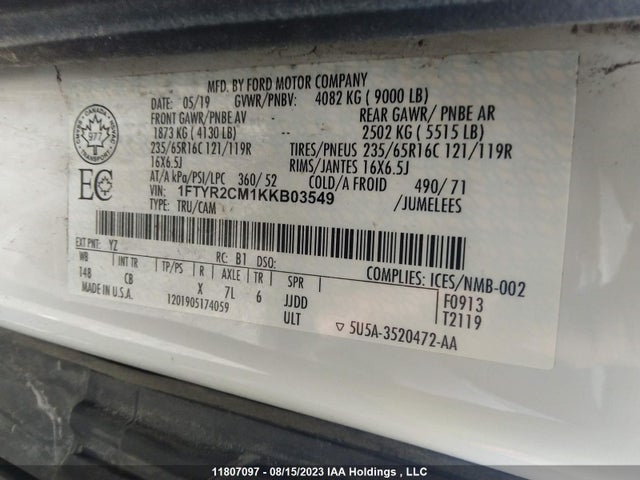 MFD. BY FORD MOTOR COMPANY
DATE: 05/19 GVWR/PNBV: 4082 KG ( 9000 LB)
FRONT GAWR/PNBE AV REAR GAWR/ PNBE AR
1873 KG ( 4130 LB) 2502 KG ( 5515 LB)
235/65R16C 121/119R TIRES/PNEUS 235/65R16C 121/119R
16X6.5J RIMS/JANTES 16X6.5J
AT/A kPa/PSI/LPC 360/ 52 COLD/A FROID 490/ 71
VIN: 1FTYR2CM1KKB03549 /JUMELEES
TYPE: TRU/CAM
CANADA
977
TRANSPORT
EC
EXT PNT: YZ RC: B1 DSO: COMPLIES: ICES/NMB-002
WB INT TR TP/PS R AXLE TR SPR F0913
148 CB X 7L 6 JJDD T2119
MADE IN U.S.A. 1201905174059 ULT
5U5A-3520472-AA
11807097 - 08/15/2023 IAA Holdings , LLC